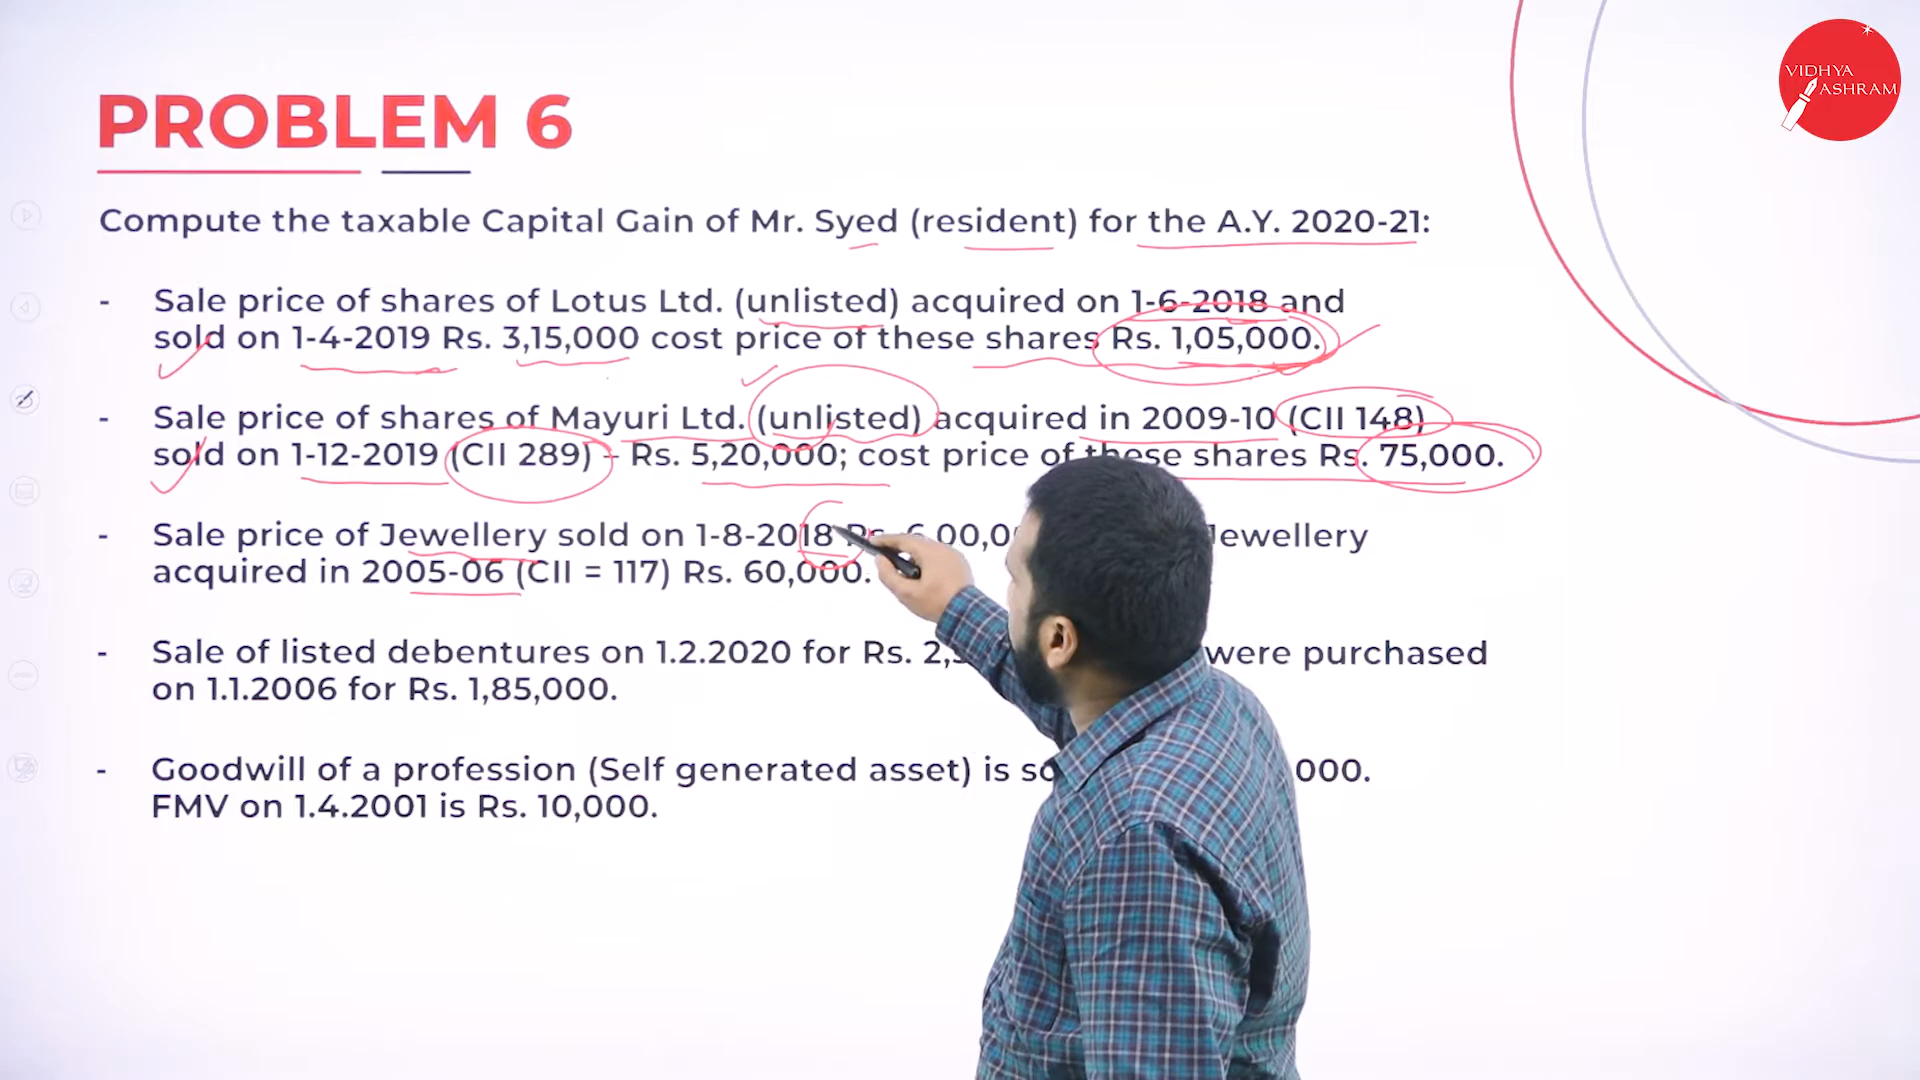 VIDHYA
ASHRAM
PROBLEM 6
Compute the taxable Capital Gain of Mr. Syed (resident) for the A.Y. 2020-21:
- Sale price of shares of Lotus Ltd. (unlisted) acquired on 1-6-2018 and
sold on 1-4-2019 Rs. 3,15,000 cost price of these shares Rs. 1,05,000.
- Sale price of shares of Mayuri Ltd. (unlisted) acquired in 2009-10 (CII 148)
sold on 1-12-2019 (CII 289) - Rs. 5,20,000; cost price of these shares Rs. 75,000.
- Sale price of Jewellery sold on 1-8-2018 Rs. Jewellery
acquired in 2005-06 (CII = 117) Rs. 60,000.
- Sale of listed debentures on 1.2.2020 for Rs. were purchased
on 1.1.2006 for Rs. 1,85,000.
- Goodwill of a profession (Self generated asset) is
FMV on 1.4.2001 is Rs. 10,000.